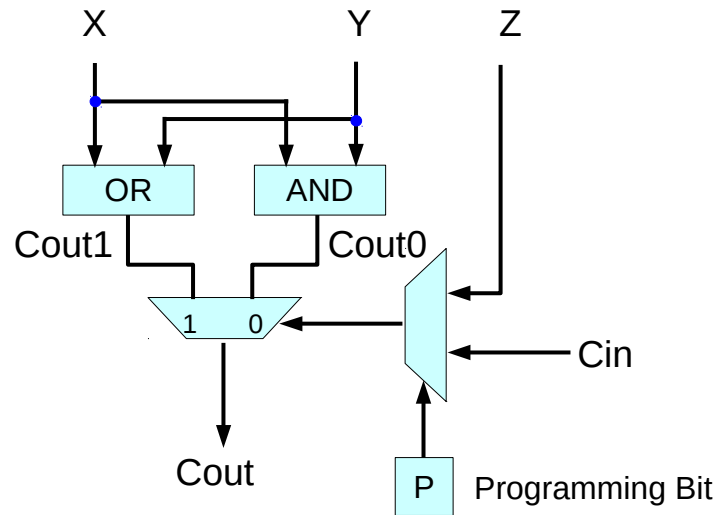 X Y Z
OR AND
Cout1 Cout0
1 0
Cin
Cout
P Programming Bit